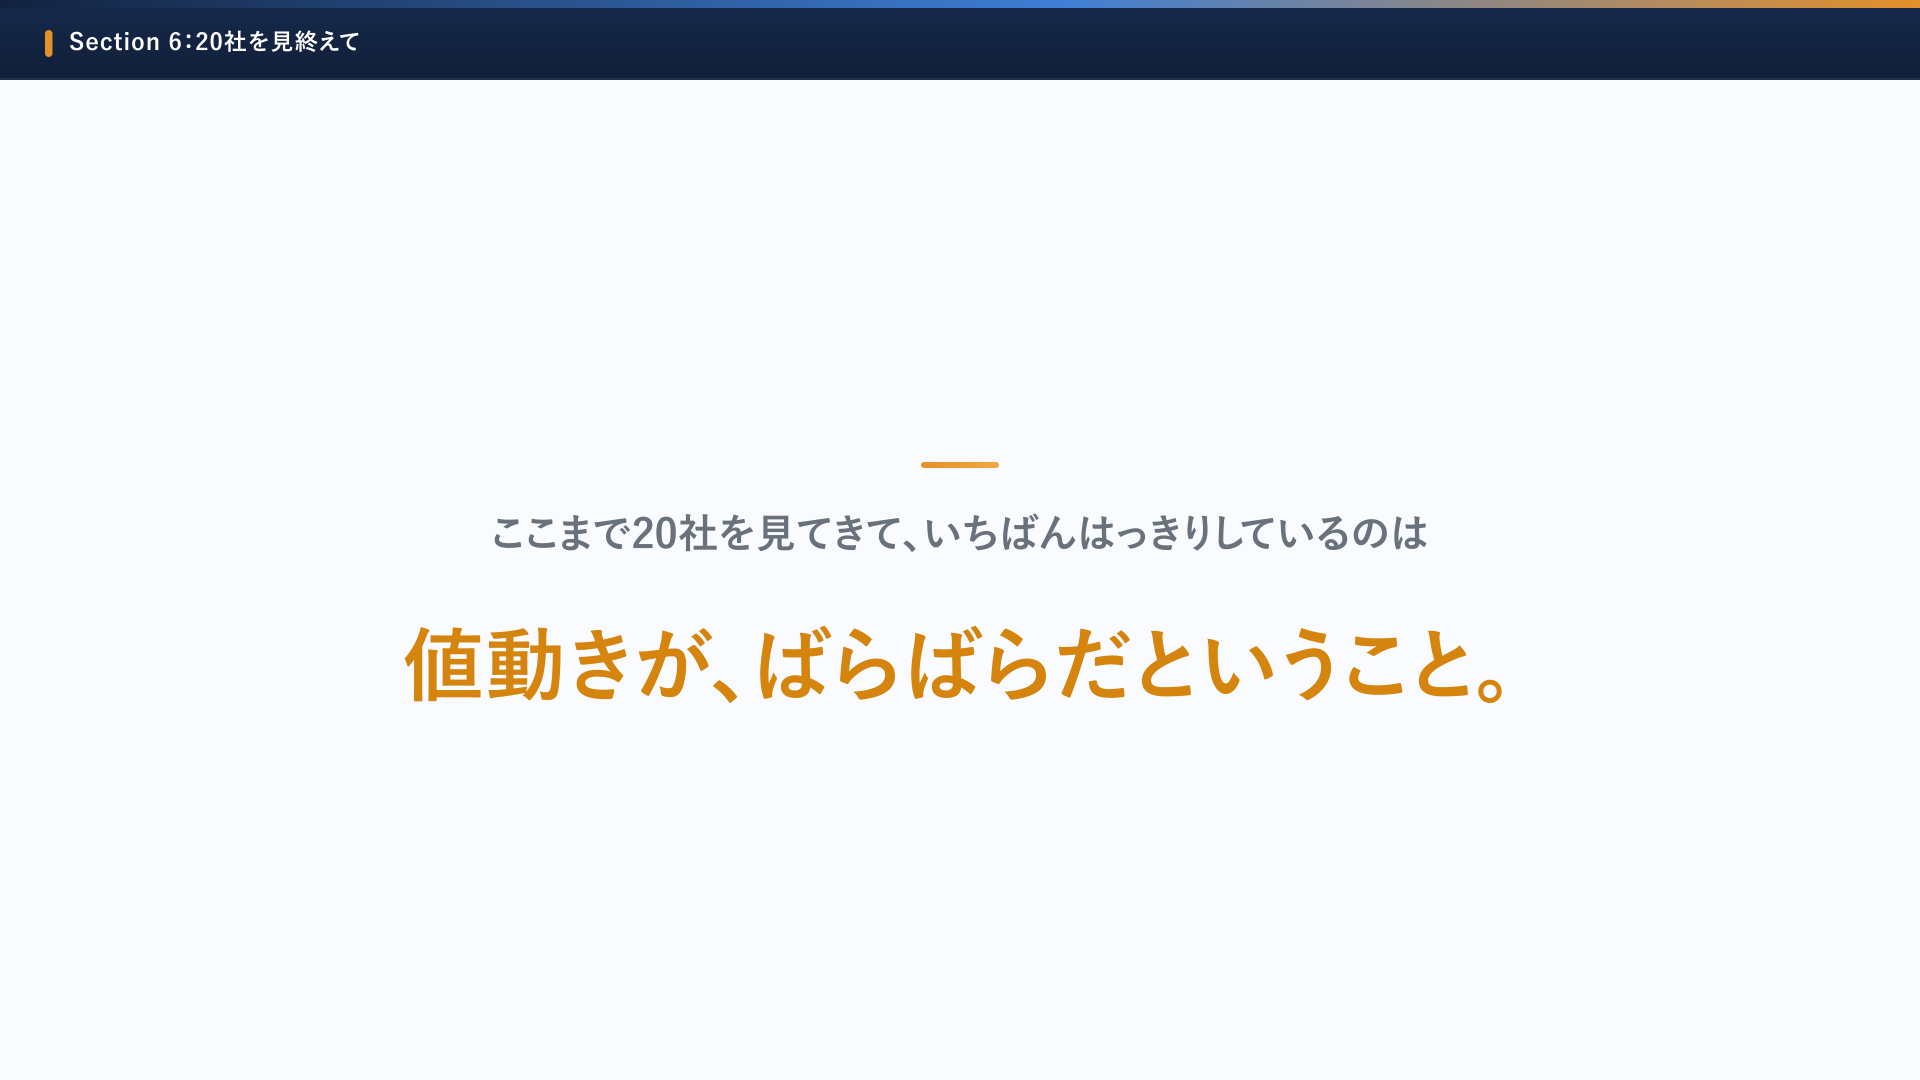 Section 6：20社を見終えて
ここまで20社を見てきて、いちばんはっきりしているのは
値動きが、ばらばらだということ。